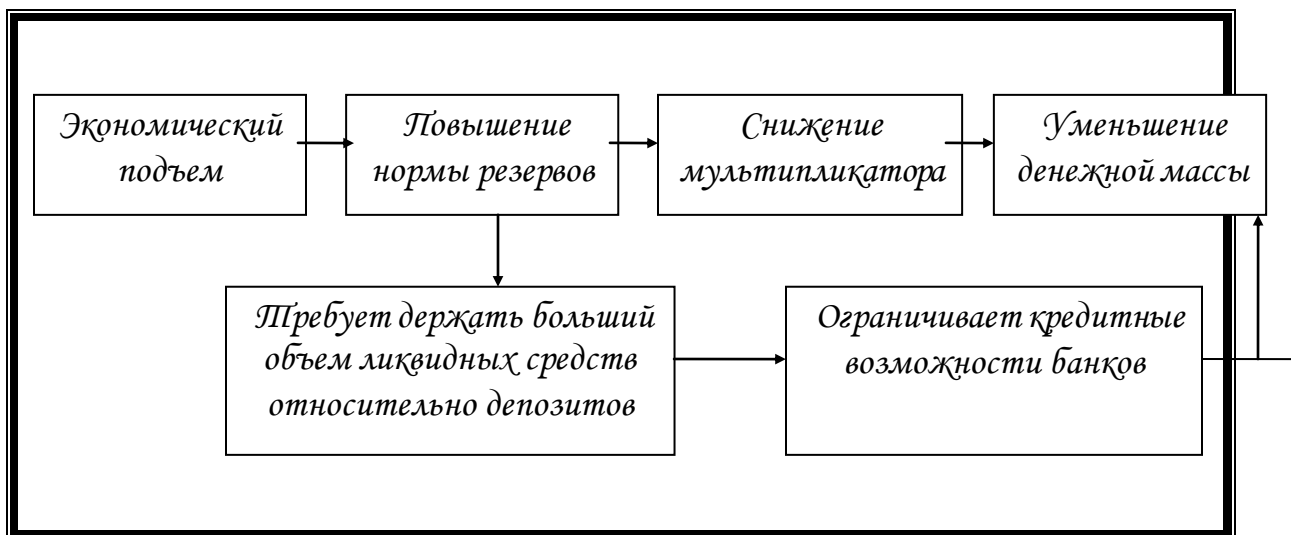 Экономический
подъем
Повышение
нормы резервов
Снижение
мультипликатора
Уменьшение
денежной массы
Требует держать больший
объем ликвидных средств
относительно депозитов
Ограничивает кредитные
возможности банков